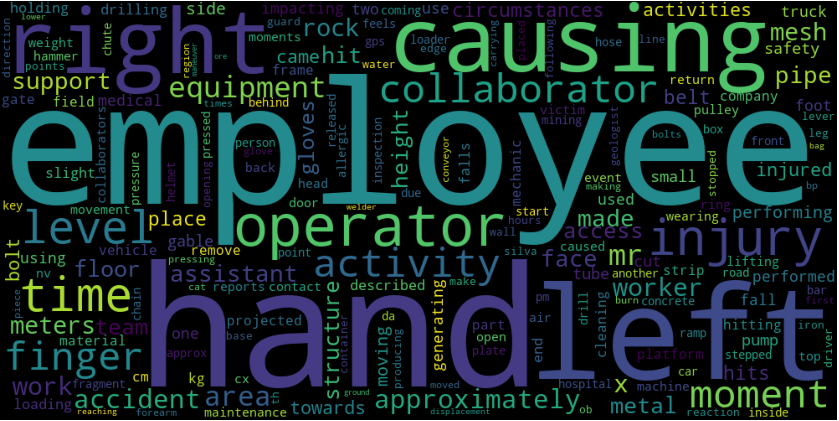 holding drilling side impacting two coming use circumstances activities truck
right guard feels causing mesh
lower chute rock moments gps loader edge placed following hose line safety
direction weight hammer points region came hit carrying water pipe
support equipment collaborator return company
gate field medical behind frame times belt victim mining pulley foot lever
employee
collaborators pressed person released allergic inspection gloves height falls conveyor mechanic geologist bolts box front leg bag
slight pressure glove back small stopped injured
key helmet opening head due event making used ring bp
movement door welder hours start wearing performing
level place operator made access injury
vehicle gable remove point wall silva caused
bolt floor using nv pressing activity face mr cut lifting
assistant tube another strip road performed
time cat reports contact described make worker burn concrete fall bar first
meters chain hand left
team projected da pm drill hitting iron
material one base structure container open moving producing part air generating end cleaning pump ramp platform top driver
finger piece approx plate stepped
fragment cm kg cx hits x car
work accident area towards moved hospital machine moment
loading th approximately metal reaction inside
reaching forearm maintenance ground displacement ob